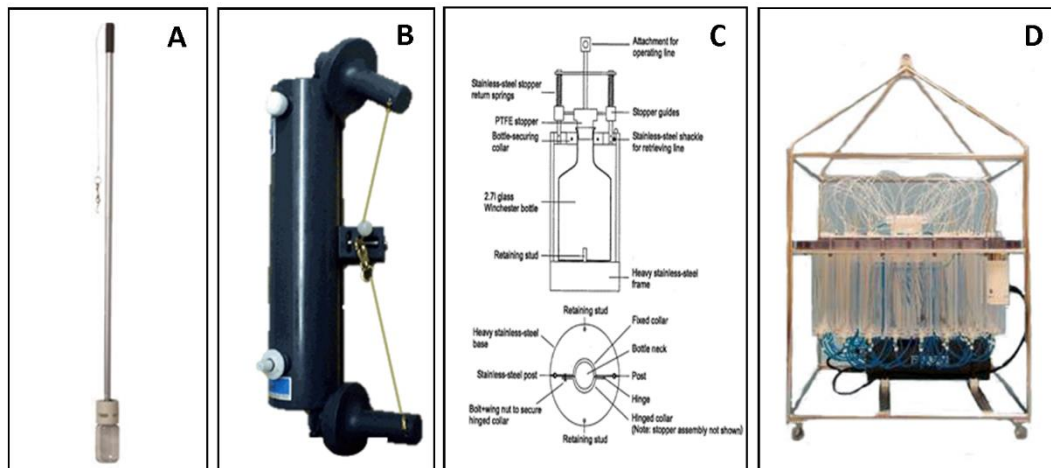 A
B
C
D
Attachment for
operating line
Stainless-steel stopper
return springs
Stopper guides
PTFE stopper
Bottle-securing
collar
Stainless-steel shackle
for retrieving line
2.7l glass
Winchester bottle
Retaining stud
Heavy stainless-steel
frame
Retaining stud
Heavy stainless-steel
base
Fixed collar
Bottle neck
Stainless-steel post
Post
Hinge
Bolt+wing nut to secure
hinged collar
Hinged collar
(Note: stopper assembly not shown)
Retaining stud